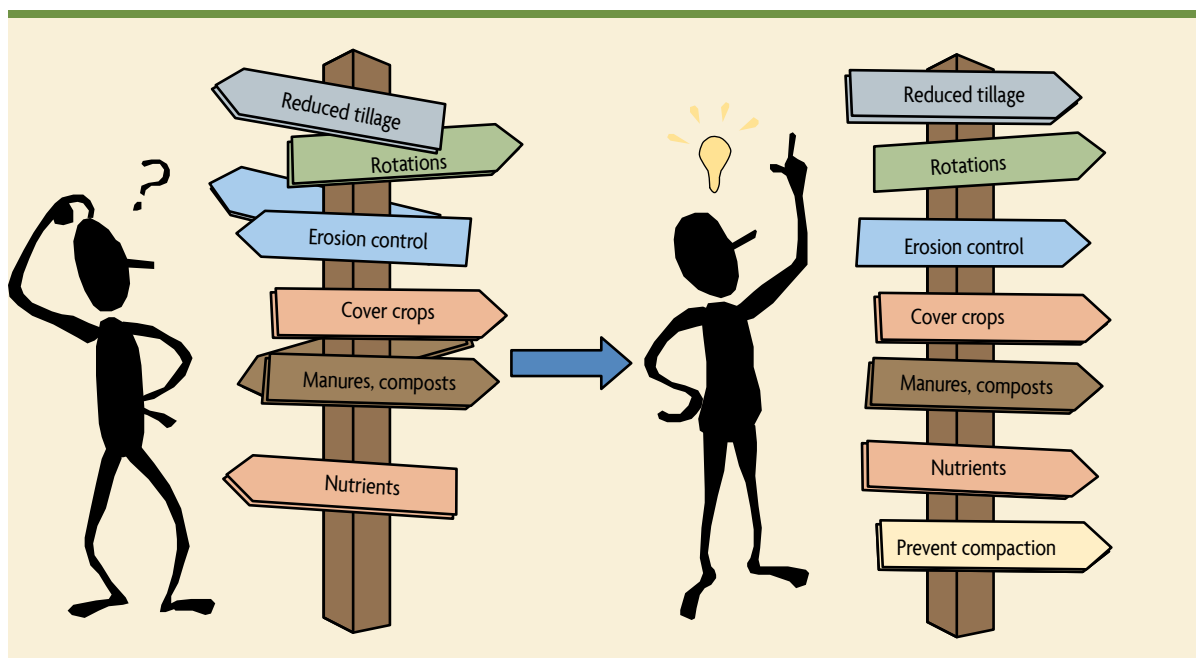 Reduced tillage
Rotations
Erosion control
Cover crops
Manures, composts
Nutrients
?
Reduced tillage
Rotations
Erosion control
Cover crops
Manures, composts
Nutrients
Prevent compaction